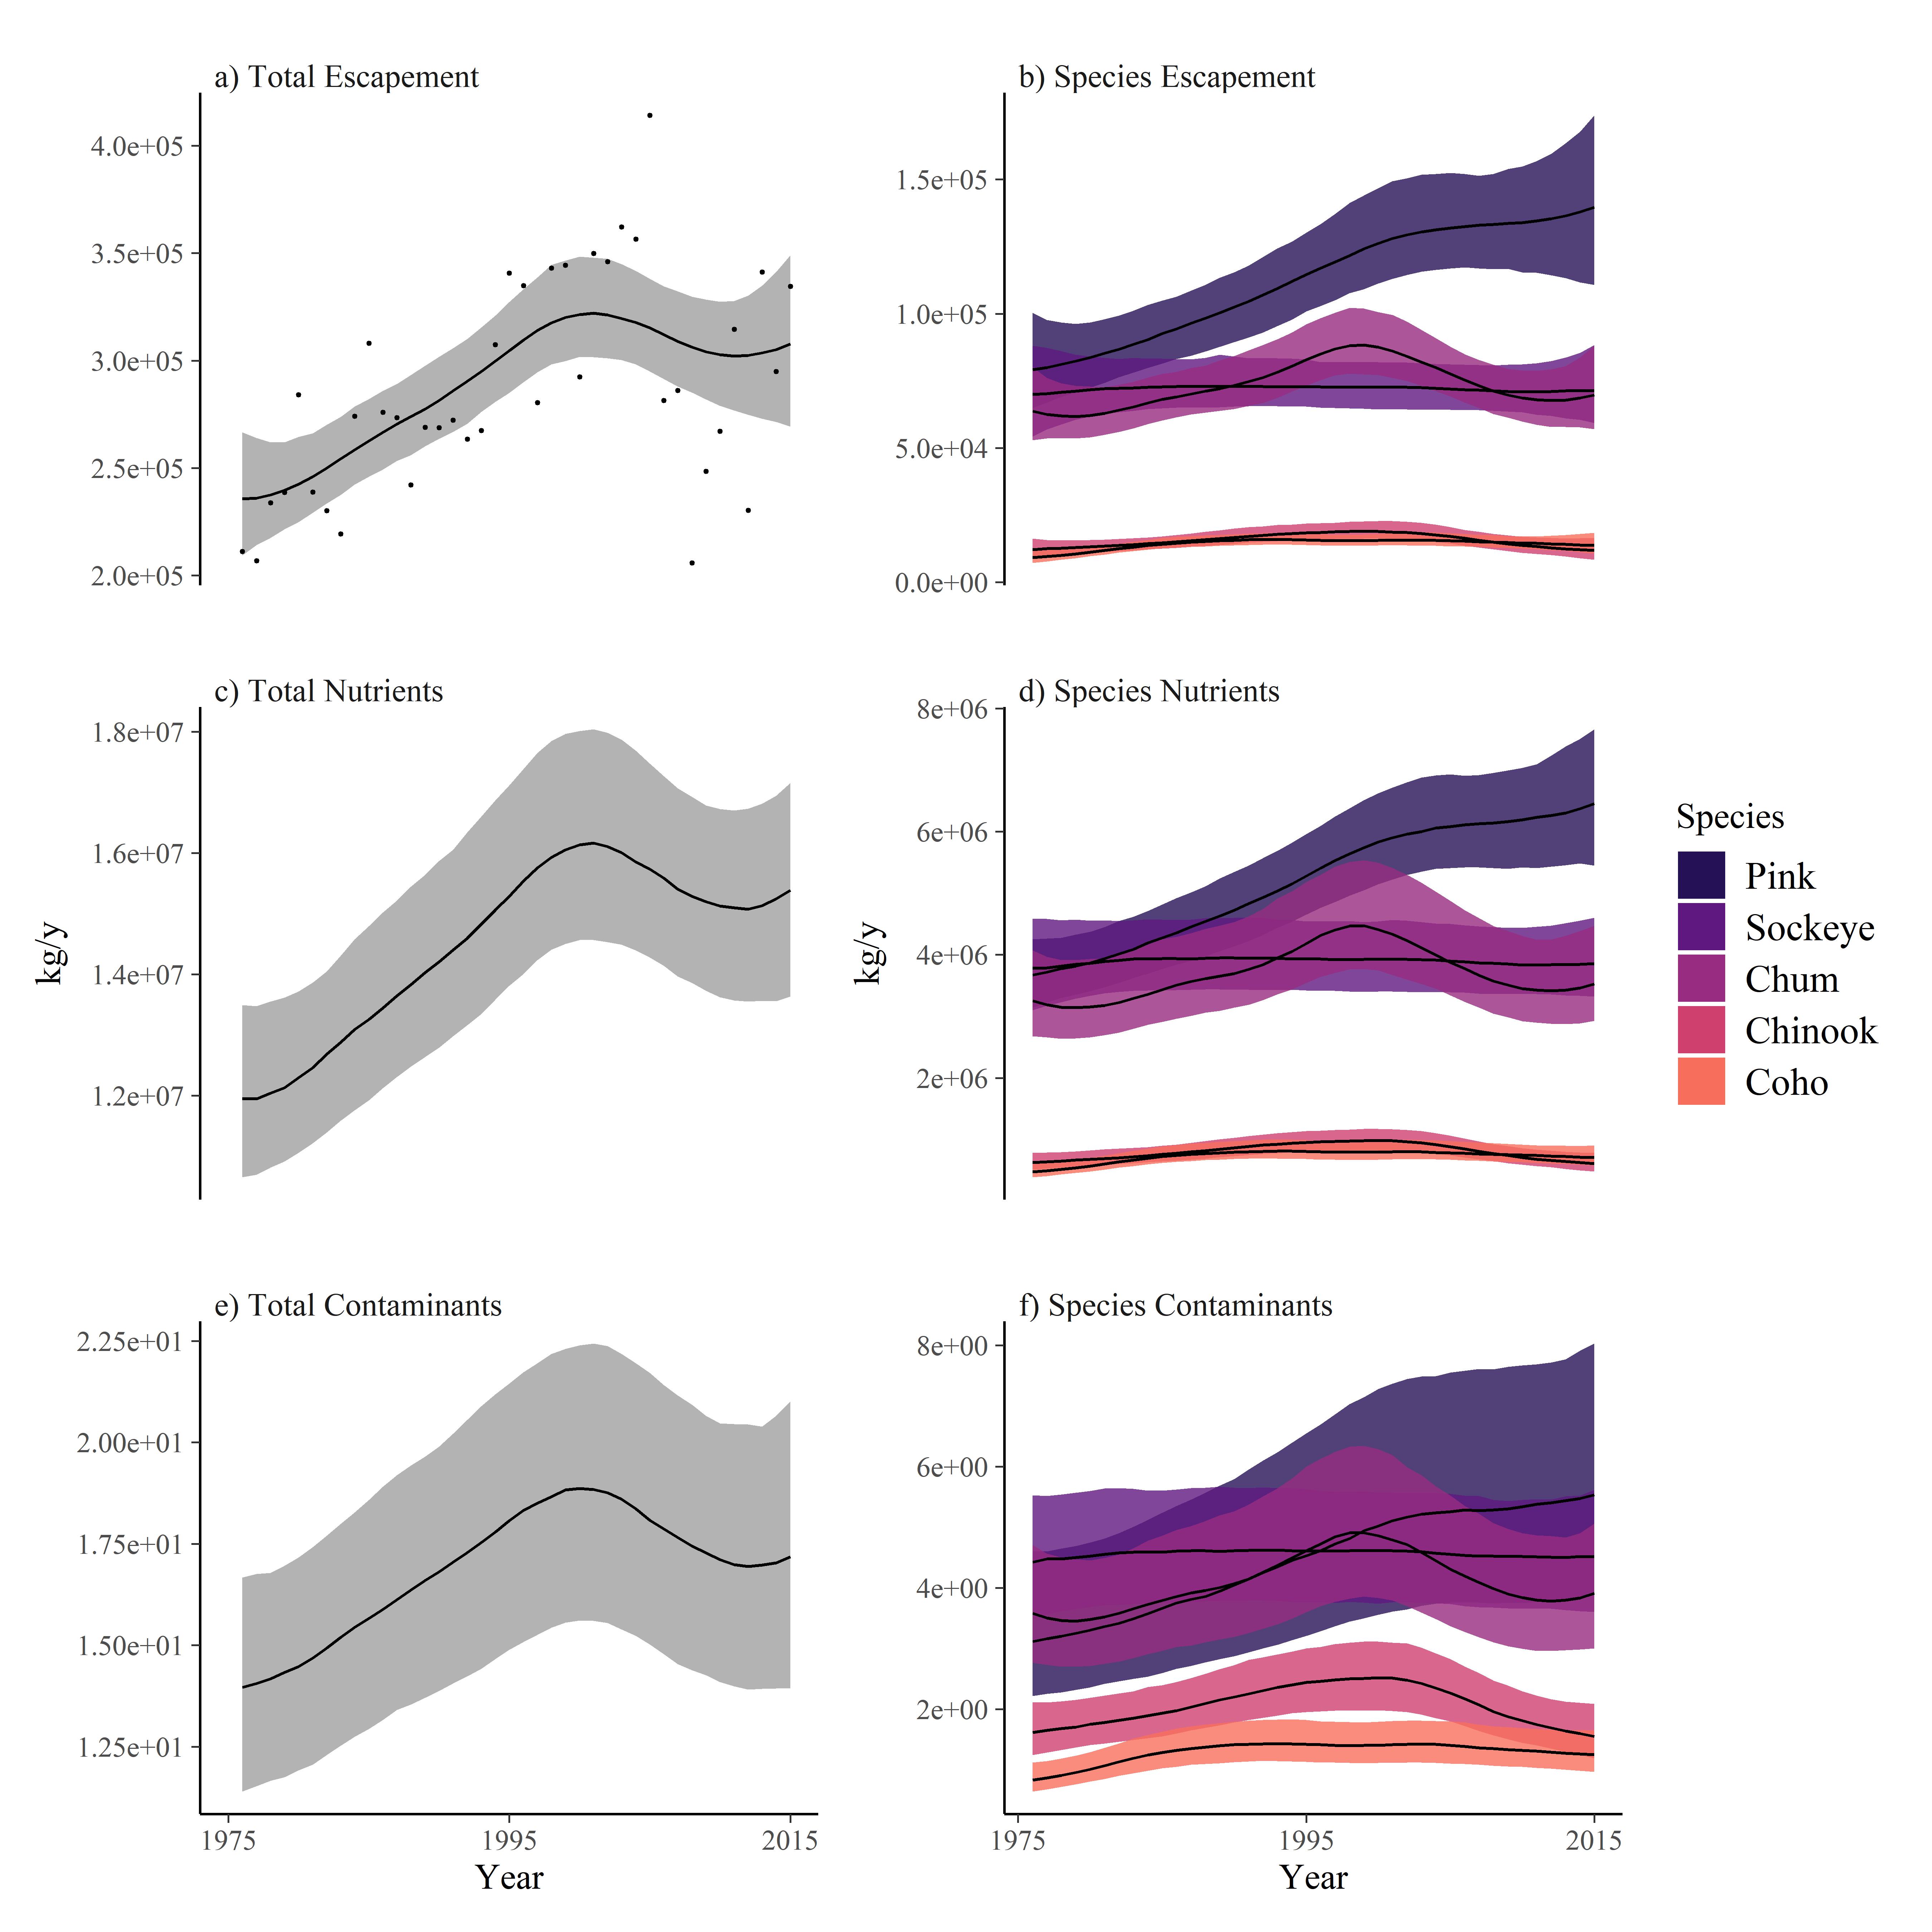 a) Total Escapement
4.0e+05
3.5e+05
3.0e+05
2.5e+05
2.0e+05
b) Species Escapement
1.5e+05
1.0e+05
5.0e+04
0.0e+00
c) Total Nutrients
1.8e+07
1.6e+07
1.4e+07
1.2e+07
kg/y
d) Species Nutrients
8e+06
6e+06
4e+06
2e+06
kg/y
Species
Pink
Sockeye
Chum
Chinook
Coho
e) Total Contaminants
2.25e+01
2.00e+01
1.75e+01
1.50e+01
1.25e+01
1975 1995 2015
Year
f) Species Contaminants
8e+00
6e+00
4e+00
2e+00
1975 1995 2015
Year